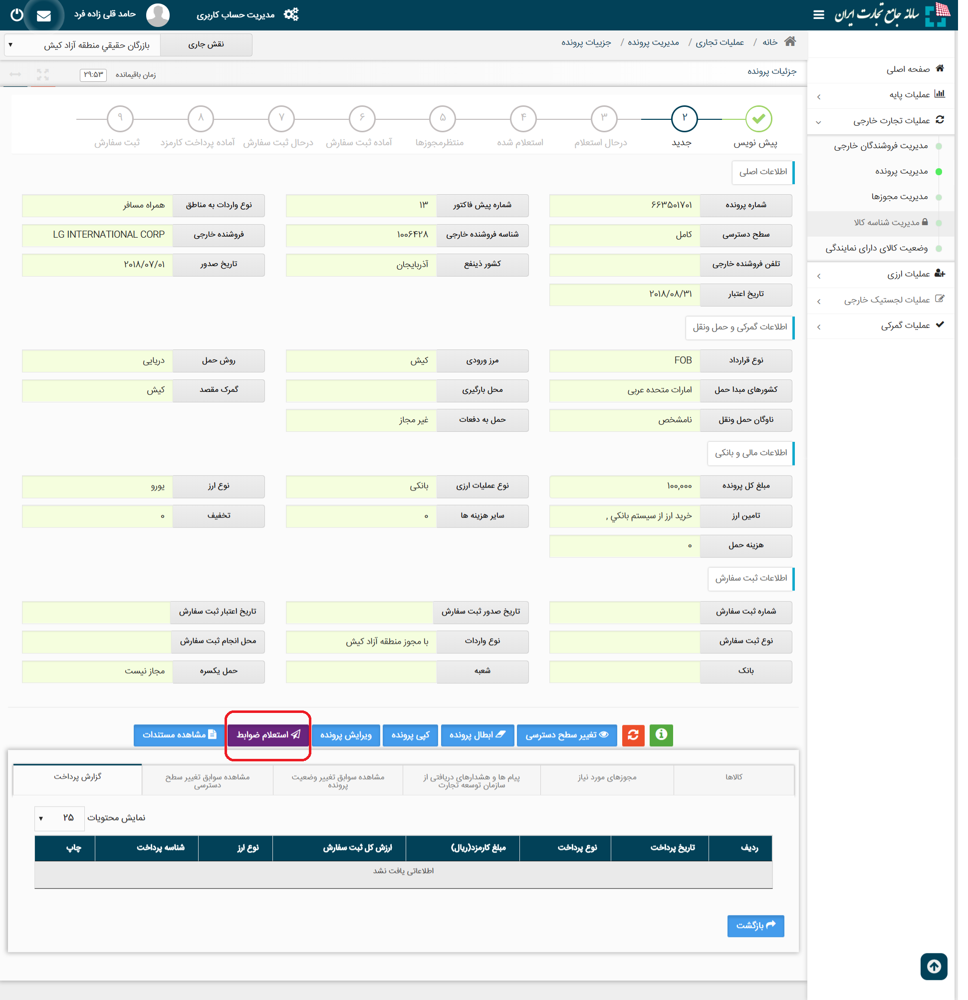 سامانه جامع تجارت ایران
مدیریت حساب کاربری
حامد قلی زاده فرد
خانه / عملیات تجاری / مدیریت پرونده / جزییات پرونده
نقش جاری
بازرگان حقیقي منطقه آزاد کیش
جزئیات پرونده
زمان باقیمانده
۲۹:۵۳
صفحه اصلی
عملیات پایه
عملیات تجارت خارجی
مدیریت فروشندگان خارجی
مدیریت پرونده
مدیریت مجوزها
مدیریت شناسه کالا
وضعیت کالای دارای نمایندگی
عملیات ارزی
عملیات لجستیک خارجی
عملیات گمرکی
۲ ۳ ۴ ۵ ۶ ۷ ۸ ۹
پیش نویس جدید درحال استعلام استعلام شده منتظرمجوزها آماده ثبت سفارش درحال ثبت سفارش آماده پرداخت کارمزد ثبت سفارش
اطلاعات اصلی
شماره پرونده ۶۶۳۵۰۱۷۰۱ شماره پیش فاکتور ۱۳ نوع واردات به مناطق همراه مسافر
سطح دسترسی کامل شناسه فروشنده خارجی ۱۰۰۶۴۲۸ فروشنده خارجی LG INTERNATIONAL CORP
تلفن فروشنده خارجی کشور ذینفع آذربایجان تاریخ صدور ۲۰۱۸/۰۷/۰۱
تاریخ اعتبار ۲۰۱۸/۰۸/۳۱
اطلاعات گمرکی و حمل ونقل
نوع قرارداد FOB مرز ورودی کیش روش حمل دریایی
کشورهای مبدا حمل امارات متحده عربی محل بارگیری گمرک مقصد کیش
ناوگان حمل ونقل نامشخص حمل به دفعات غیر مجاز
اطلاعات مالی و بانکی
مبلغ کل پرونده ۱۰۰,۰۰۰ نوع عملیات ارزی بانکی نوع ارز یورو
تامین ارز خرید ارز از سیستم بانکي , سایر هزینه ها ۰ تخفیف ۰
هزینه حمل ۰
اطلاعات ثبت سفارش
شماره ثبت سفارش تاریخ صدور ثبت سفارش تاریخ اعتبار ثبت سفارش
نوع ثبت سفارش نوع واردات با مجوز منطقه آزاد کیش محل انجام ثبت سفارش
بانک شعبه حمل یکسره مجاز نیست
تغییر سطح دسترسی ابطال پرونده کپی پرونده ویرایش پرونده استعلام ضوابط مشاهده مستندات
کالاها
مجوزهای مورد نیاز
پیام ها و هشدارهای دریافتی از
سازمان توسعه تجارت
مشاهده سوابق تغییر وضعیت
پرونده
مشاهده سوابق تغییر سطح
دسترسی
گزارش پرداخت
نمایش محتویات ۲۵
ردیف تاریخ پرداخت نوع پرداخت مبلغ کارمزد(ریال) ارزش کل ثبت سفارش نوع ارز شناسه پرداخت چاپ
اطلاعاتی یافت نشد
بازگشت